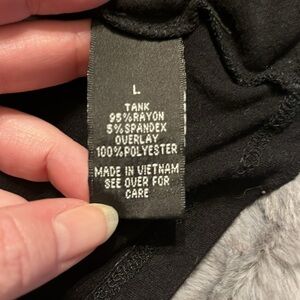 L
TANK
95%RAYON
5%SPANDEX
OVERLAY
100%POLYESTER
MADE IN VIETNAM
SEE OVER FOR
CARE